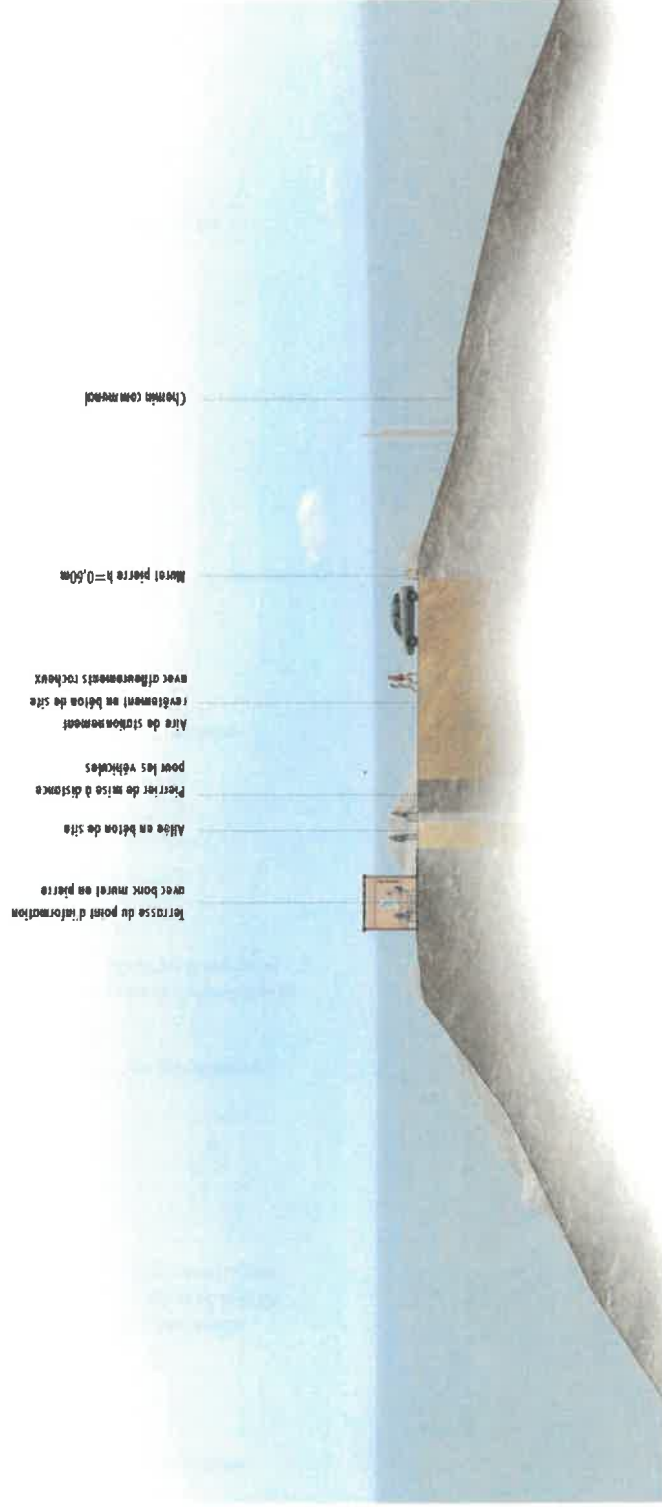 Terrasse du point d'information
avec banc muret en pierre
Allée en béton de site
Pierrier de mise à distance
pour les véhicules
Aire de stationnement
revêtement en béton de site
avec affleurements rocheux
Muret pierre h=0,60m
Chemin communal